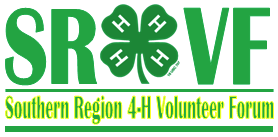 SR VF
H H H H
Southern Region 4-H Volunteer Forum